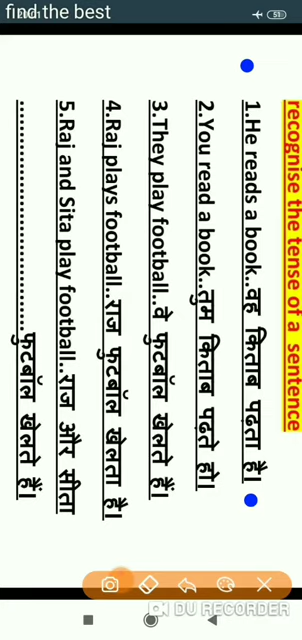 find the best
51
recognise the tense of a sentence
1.He reads a book..वह किताब पढ़ता है।
2.You read a book..तुम किताब पढ़ते हो।
3.They play football..वे फुटबॉल खेलते हैं।
4.Raj plays football..राज फुटबॉल खेलता है।
5.Raj and Sita play football..राज और सीता
..................................फुटबॉल खेलते हैं।
DU RECORDER